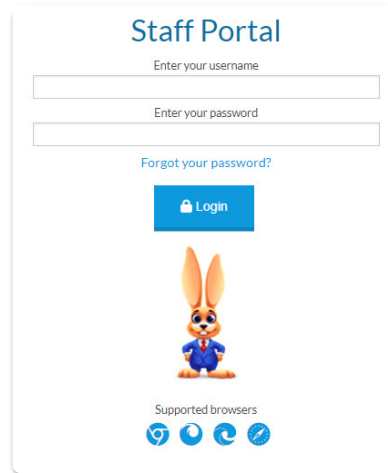 Staff Portal
Enter your username
Enter your password
Forgot your password?
Login
Supported browsers